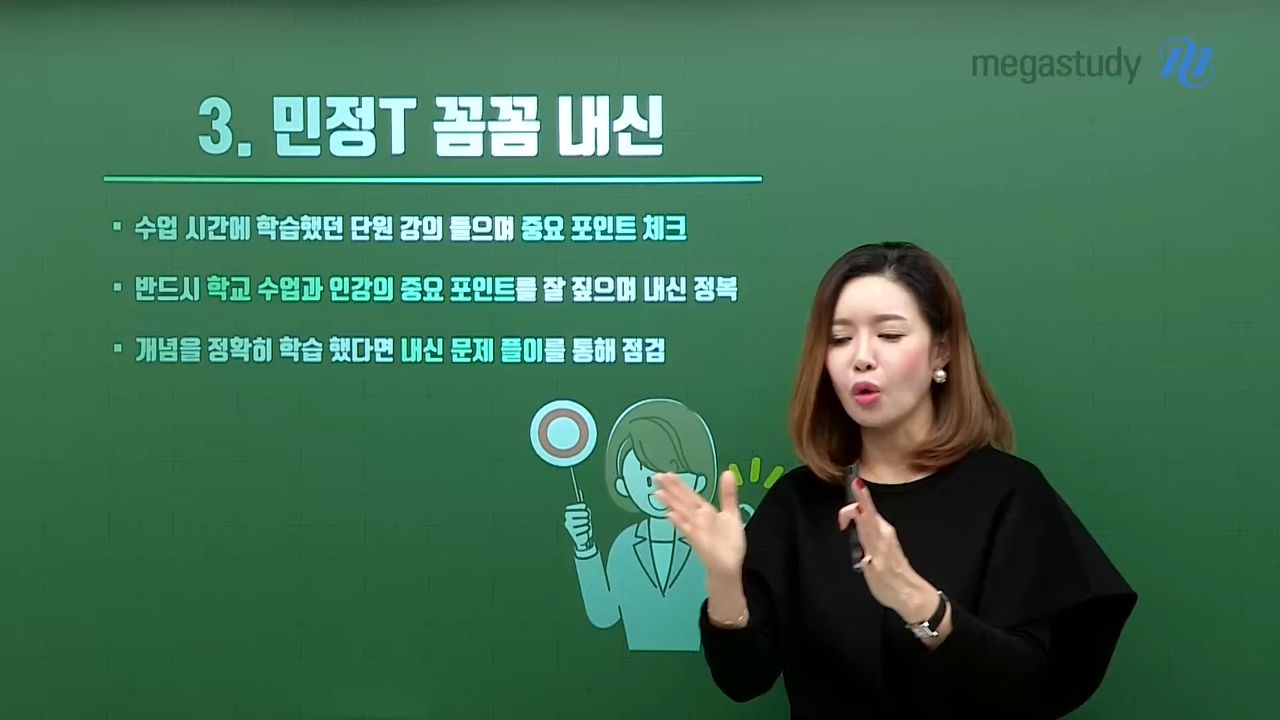 megastudy
3. 민정T 꼼꼼 내신
수업 시간에 학습했던 단원 강의 들으며 중요 포인트 체크
반드시 학교 수업과 인강의 중요 포인트를 잘 짚으며 내신 정복
개념을 정확히 학습 했다면 내신 문제 풀이를 통해 점검